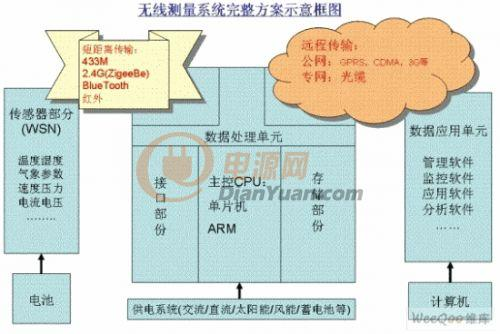 无线测量系统完整方案示意框图
短距离传输:
433M
2.4G(ZigeeBe)
BlueTooth
红外
远程传输:
公网: GPRS、CDMA、3G等
专网: 光缆
传感器部分
(WSN)
温度湿度
气象参数
速度压力
电流电压
........
电池
数据处理单元
接口部份
主控CPU:
单片机
ARM
存储部份
供电系统(交流/直流/太阳能/风能/蓄电池等)
数据应用单元
管理软件
监控软件
应用软件
分析软件
......
计算机
电源网
DianYuan.com
WeeQoo维库